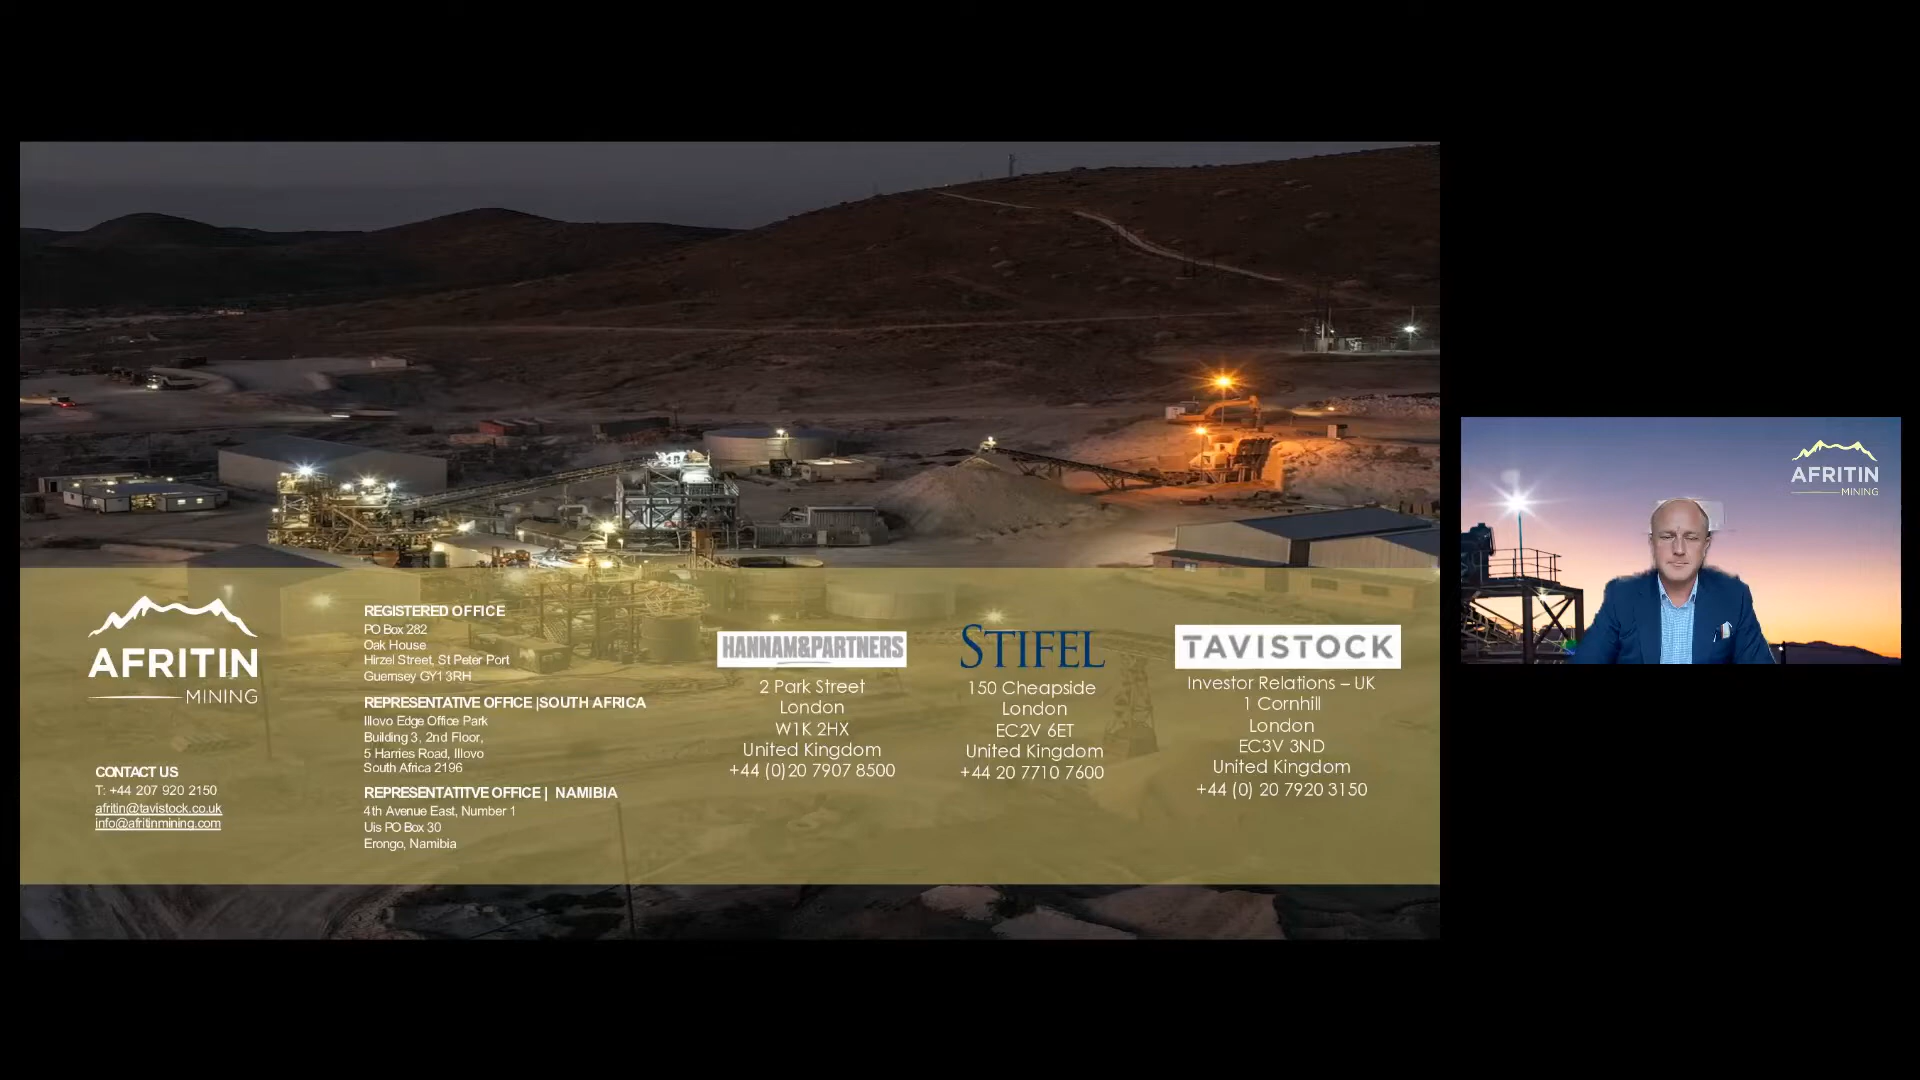 AFRITIN
MINING
CONTACT US
T: +44 207 920 2150
afritin@tavistock.co.uk
info@afritinmining.com
REGISTERED OFFICE
PO Box 282
Oak House
Hirzel Street, St Peter Port
Guernsey GY1 3RH
REPRESENTATIVE OFFICE |SOUTH AFRICA
Illovo Edge Office Park
Building 3, 2nd Floor,
5 Harries Road, Illovo
South Africa 2196
REPRESENTATITVE OFFICE | NAMIBIA
4th Avenue East, Number 1
Uis PO Box 30
Erongo, Namibia
HANNAM&PARTNERS
2 Park Street
London
W1K 2HX
United Kingdom
+44 (0)20 7907 8500
STIFEL
150 Cheapside
London
EC2V 6ET
United Kingdom
+44 20 7710 7600
TAVISTOCK
Investor Relations – UK
1 Cornhill
London
EC3V 3ND
United Kingdom
+44 (0) 20 7920 3150
AFRITIN
MINING